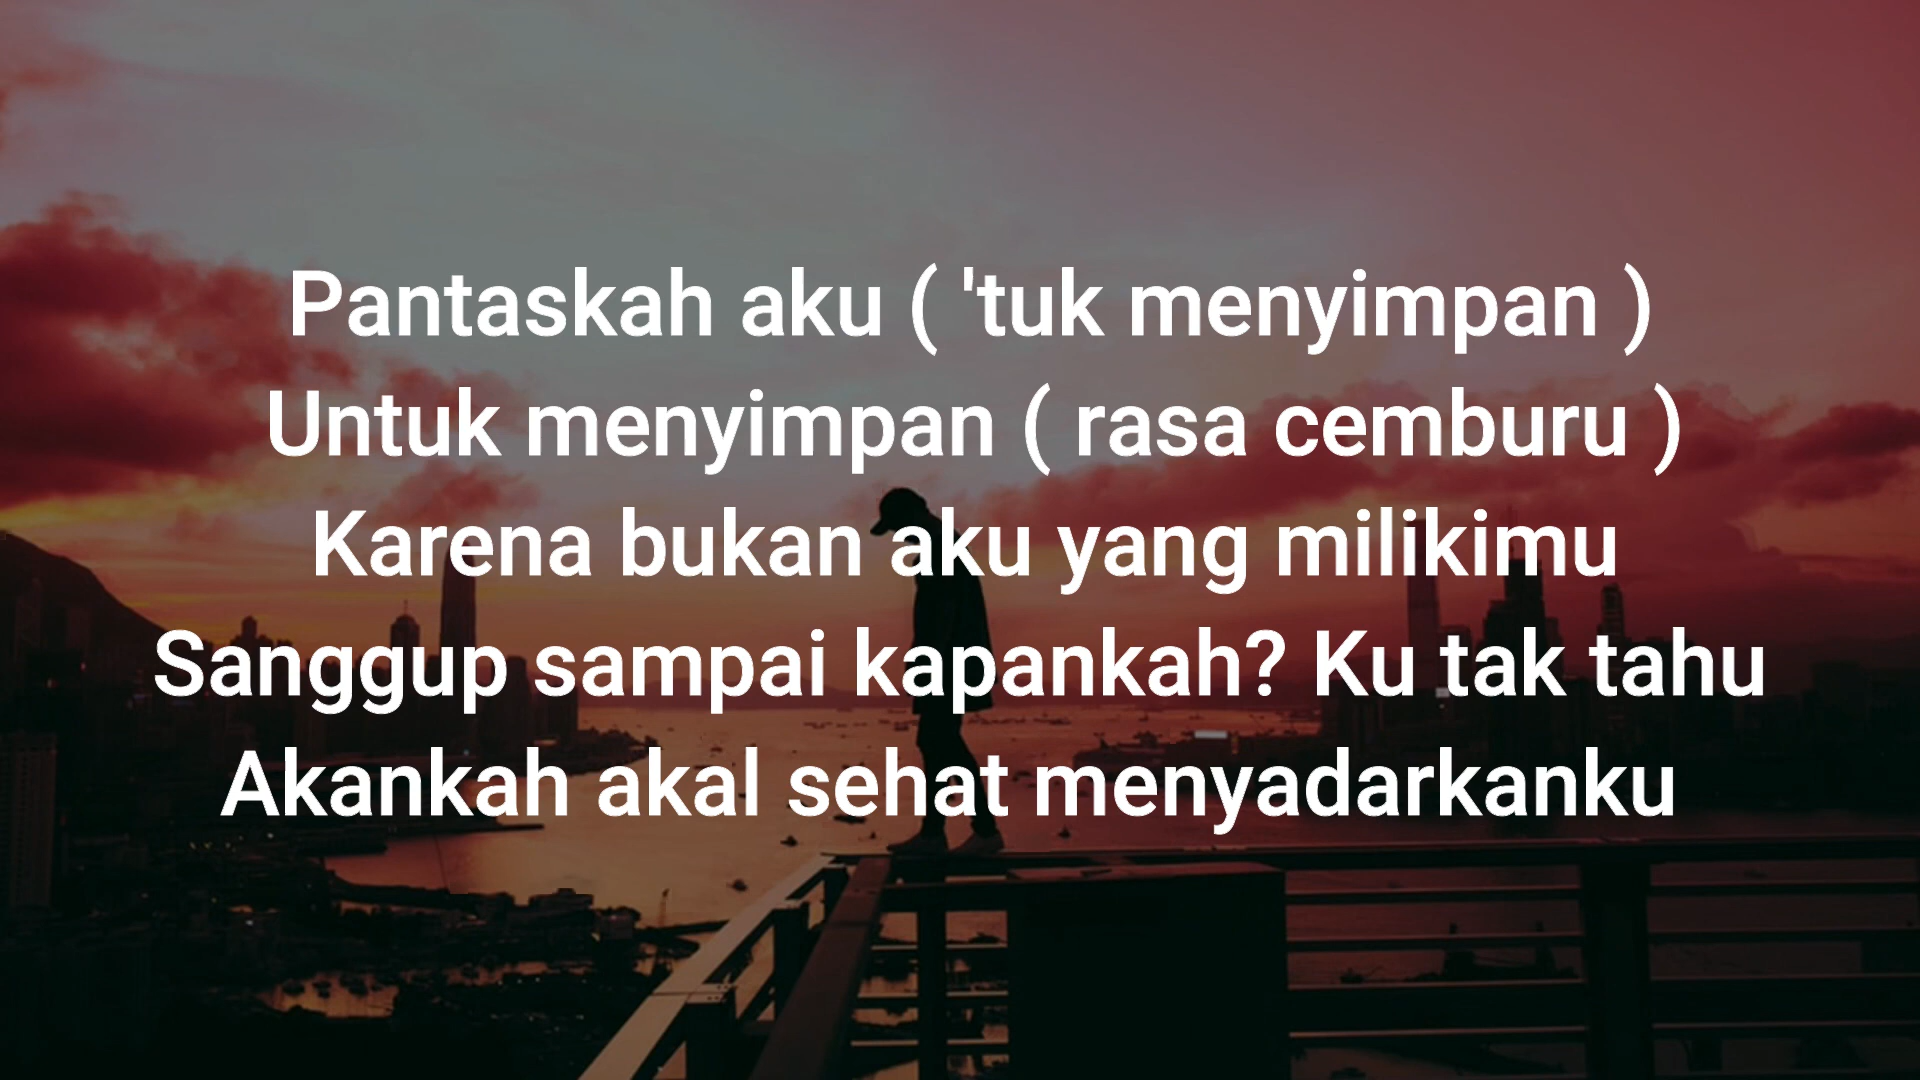 Pantaskah aku ( 'tuk menyimpan )
Untuk menyimpan ( rasa cemburu )
Karena bukan aku yang milikimu
Sanggup sampai kapankah? Ku tak tahu
Akankah akal sehat menyadarkanku